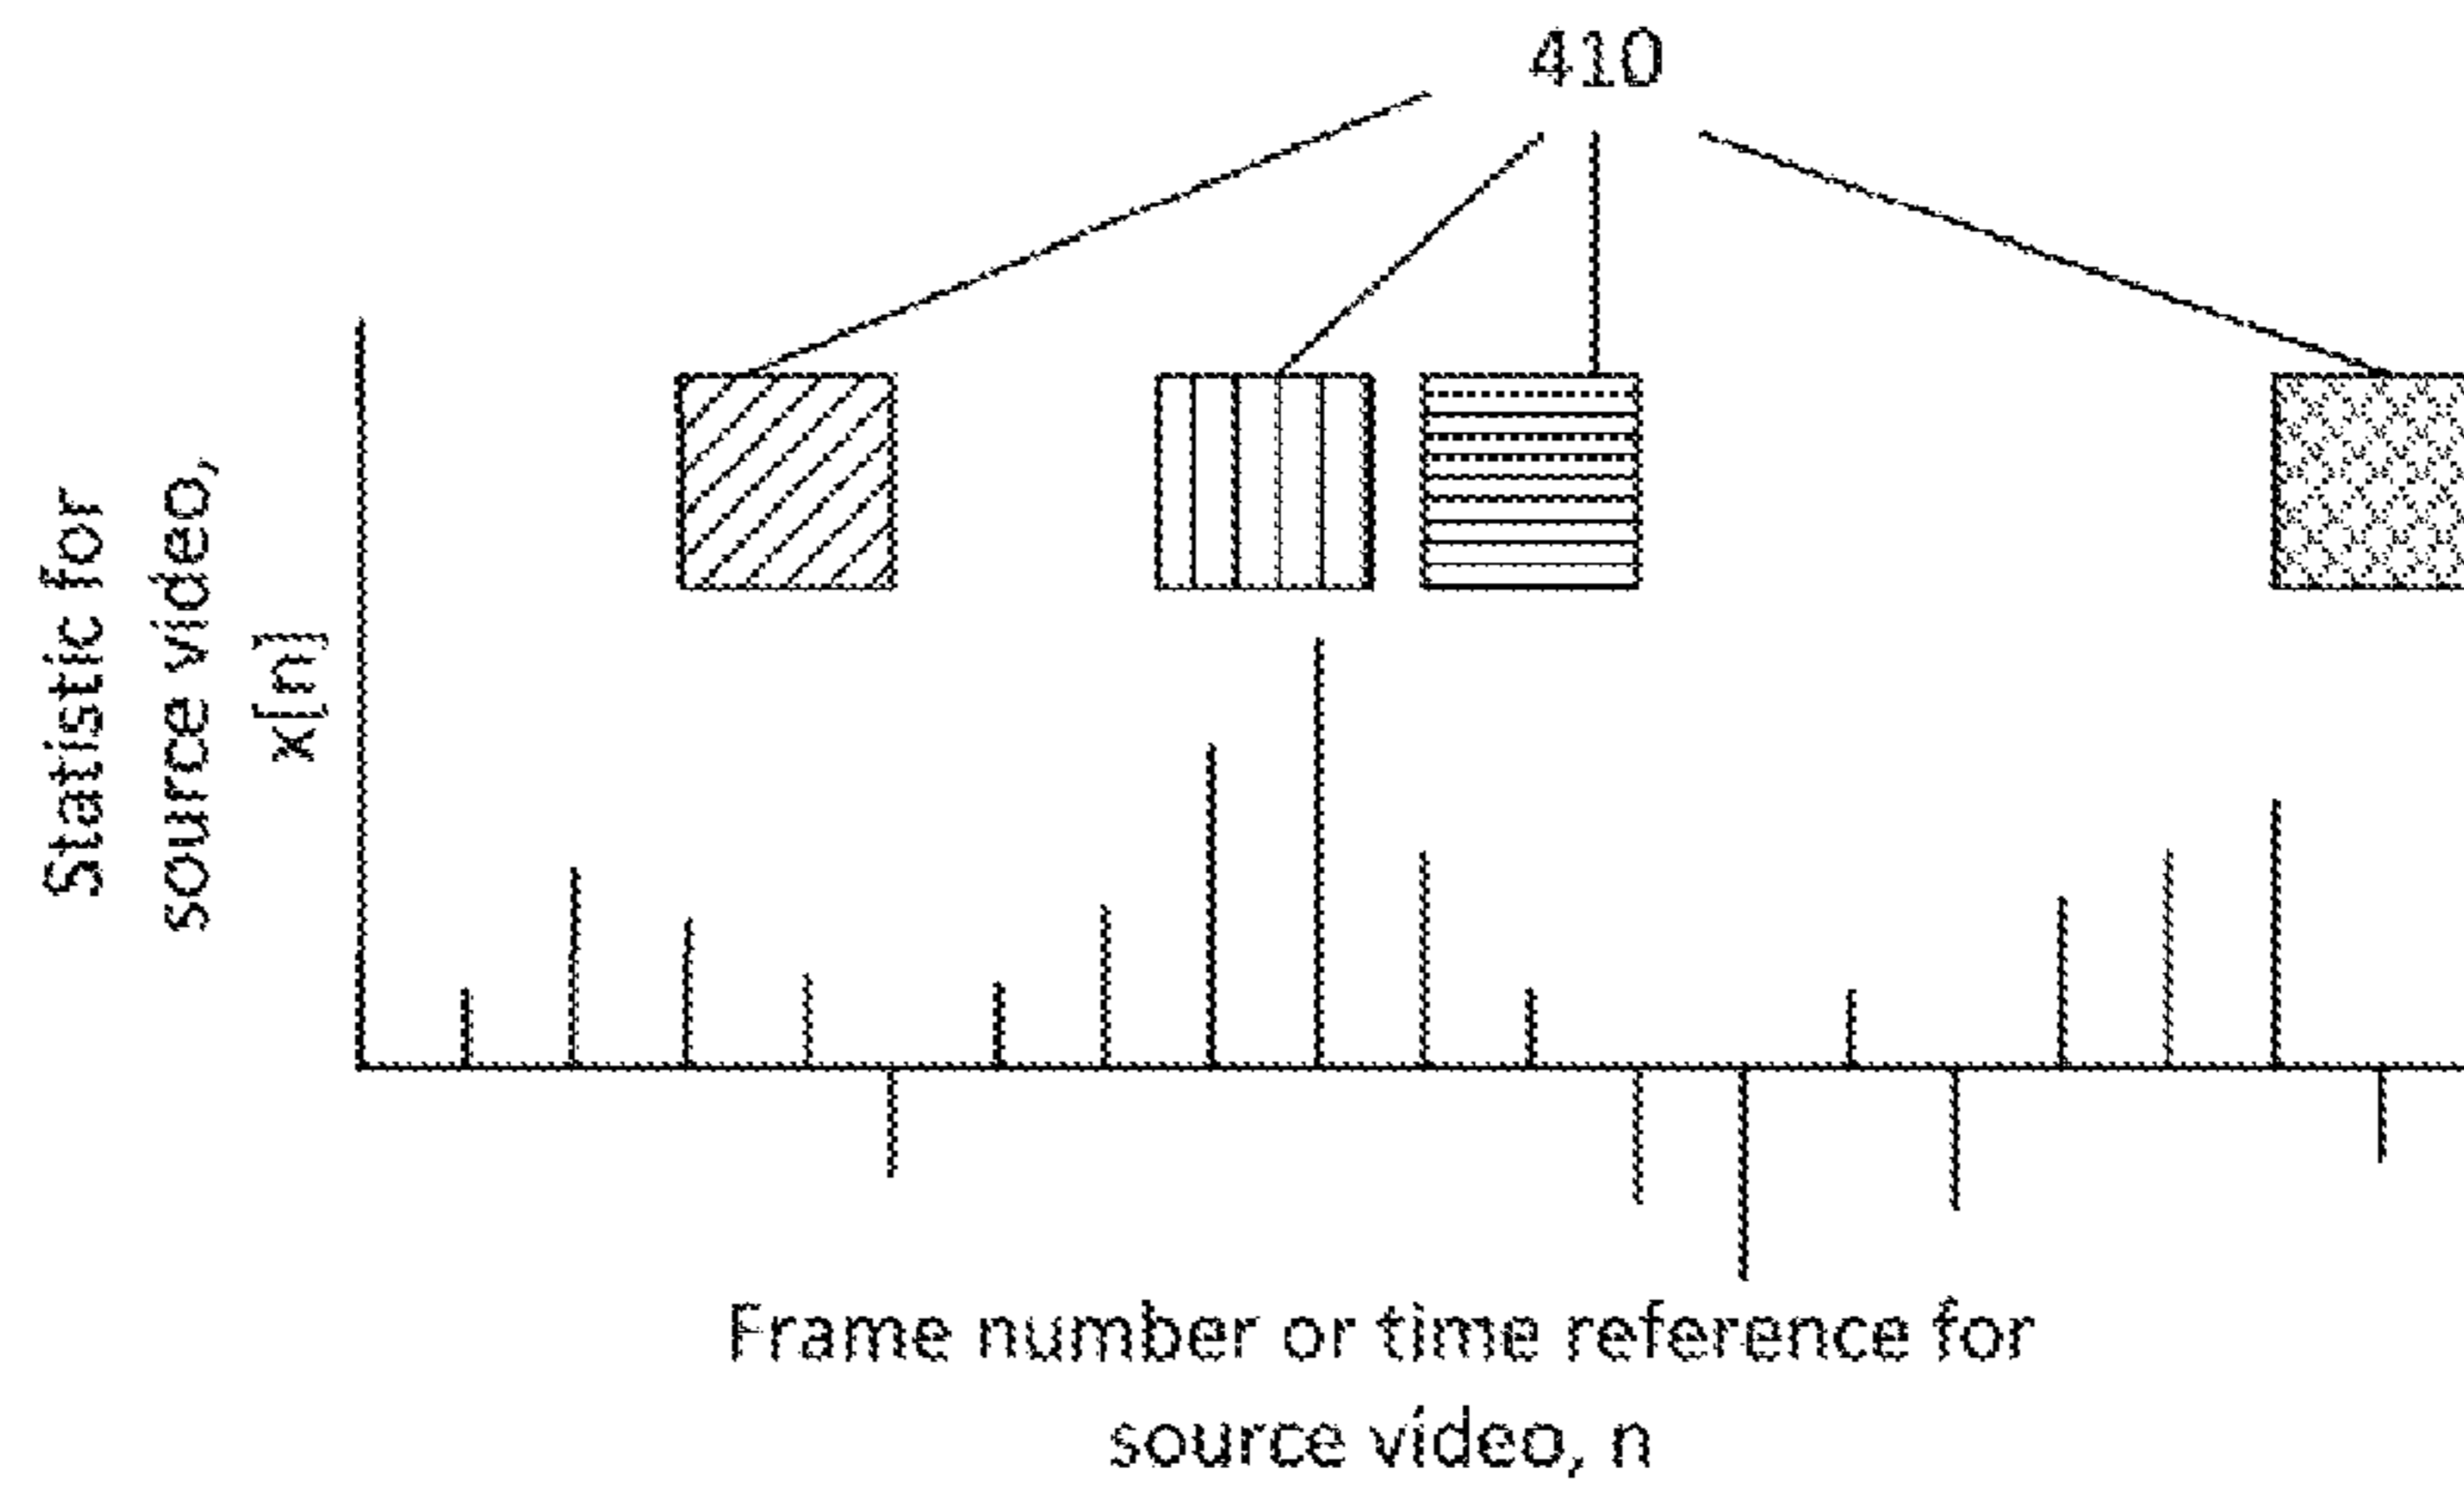 410
Statistic for
source video,
x[n]
Frame number or time reference for
source video, n